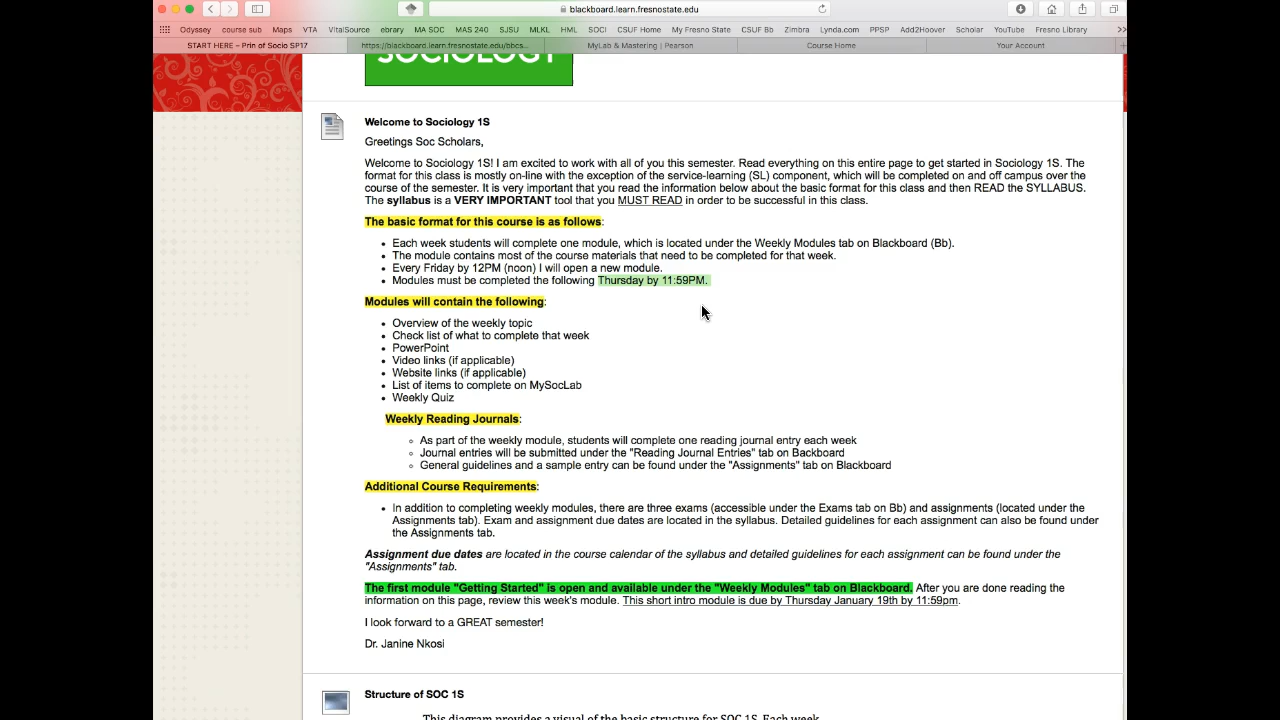 blackboard.learn.fresnostate.edu
Odyssey course sub Maps VTA VitalSource ebrary MA SOC MAS 240 SJSU MLKL HML SOCI CSUF Home My Fresno State CSUF Bb Zimbra Lynda.com PPSP Add2Hoover Scholar YouTube Fresno Library >>
START HERE – Prin of Socio SP17 https://blackboard.learn.fresnostate.edu/bbcs... MyLab & Mastering | Pearson Course Home Your Account
SOCIOLOGY
Welcome to Sociology 1S
Greetings Soc Scholars,
Welcome to Sociology 1S! I am excited to work with all of you this semester. Read everything on this entire page to get started in Sociology 1S. The
format for this class is mostly on-line with the exception of the service-learning (SL) component, which will be completed on and off campus over the
course of the semester. It is very important that you read the information below about the basic format for this class and then READ the SYLLABUS.
The syllabus is a VERY IMPORTANT tool that you MUST READ in order to be successful in this class.
The basic format for this course is as follows:
• Each week students will complete one module, which is located under the Weekly Modules tab on Blackboard (Bb).
• The module contains most of the course materials that need to be completed for that week.
• Every Friday by 12PM (noon) I will open a new module.
• Modules must be completed the following Thursday by 11:59PM.
Modules will contain the following:
• Overview of the weekly topic
• Check list of what to complete that week
• PowerPoint
• Video links (if applicable)
• Website links (if applicable)
• List of items to complete on MySocLab
• Weekly Quiz
Weekly Reading Journals:
◦ As part of the weekly module, students will complete one reading journal entry each week
◦ Journal entries will be submitted under the "Reading Journal Entries" tab on Backboard
◦ General guidelines and a sample entry can be found under the "Assignments" tab on Blackboard
Additional Course Requirements:
• In addition to completing weekly modules, there are three exams (accessible under the Exams tab on Bb) and assignments (located under the
Assignments tab). Exam and assignment due dates are located in the syllabus. Detailed guidelines for each assignment can also be found under
the Assignments tab.
Assignment due dates are located in the course calendar of the syllabus and detailed guidelines for each assignment can be found under the
"Assignments" tab.
The first module "Getting Started" is open and available under the "Weekly Modules" tab on Blackboard. After you are done reading the
information on this page, review this week's module. This short intro module is due by Thursday January 19th by 11:59pm.
I look forward to a GREAT semester!
Dr. Janine Nkosi
Structure of SOC 1S
This diagram provides a visual of the basic structure for SOC 1S. Each week